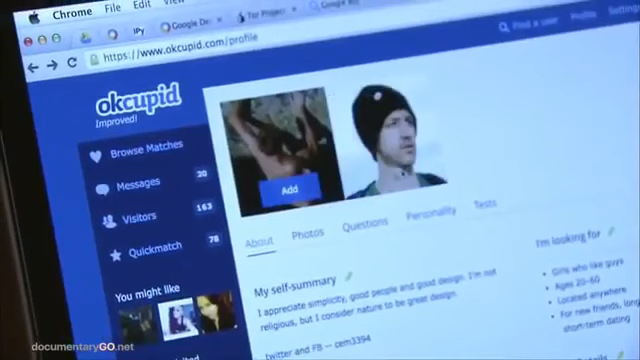 Chrome File Edit View
Google De
iPy
Tor Project
Google
https://www.okcupid.com/profile
Find a user
Profiles
Settings
okcupid
Improved!
Browse Matches
Messages 20
Visitors 163
Quickmatch 78
You might like
Add
About Photos Questions Personality Tests
My self-summary
I appreciate simplicity, good people and good design. I'm not
religious, but I consider nature to be great design.
twitter and FB -- cem3394
I'm looking for
Girls who like guys
Ages 20-60
Located anywhere
For new friends, long
short-term dating
documentaryGO.net